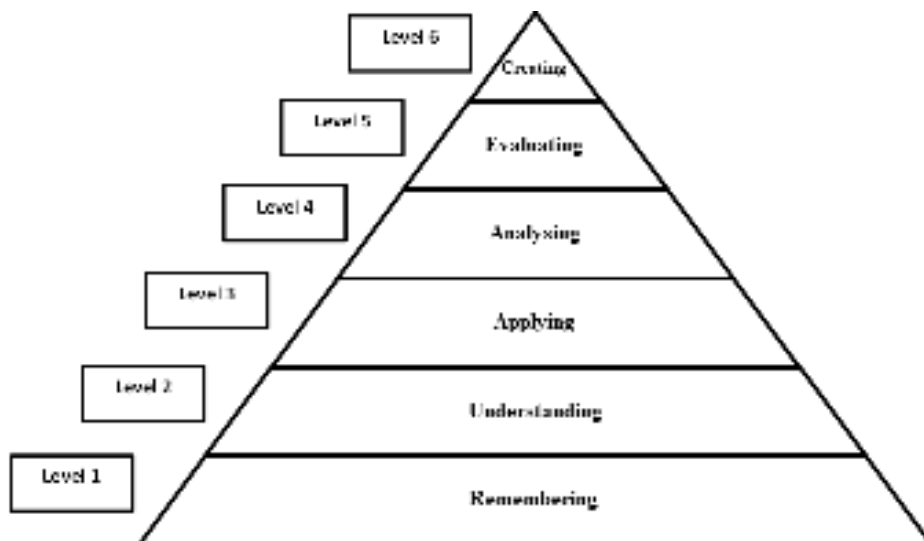 Level 6
Creating
Level 5
Evaluating
Level 4
Analysing
Level 3
Applying
Level 2
Understanding
Level 1
Remembering